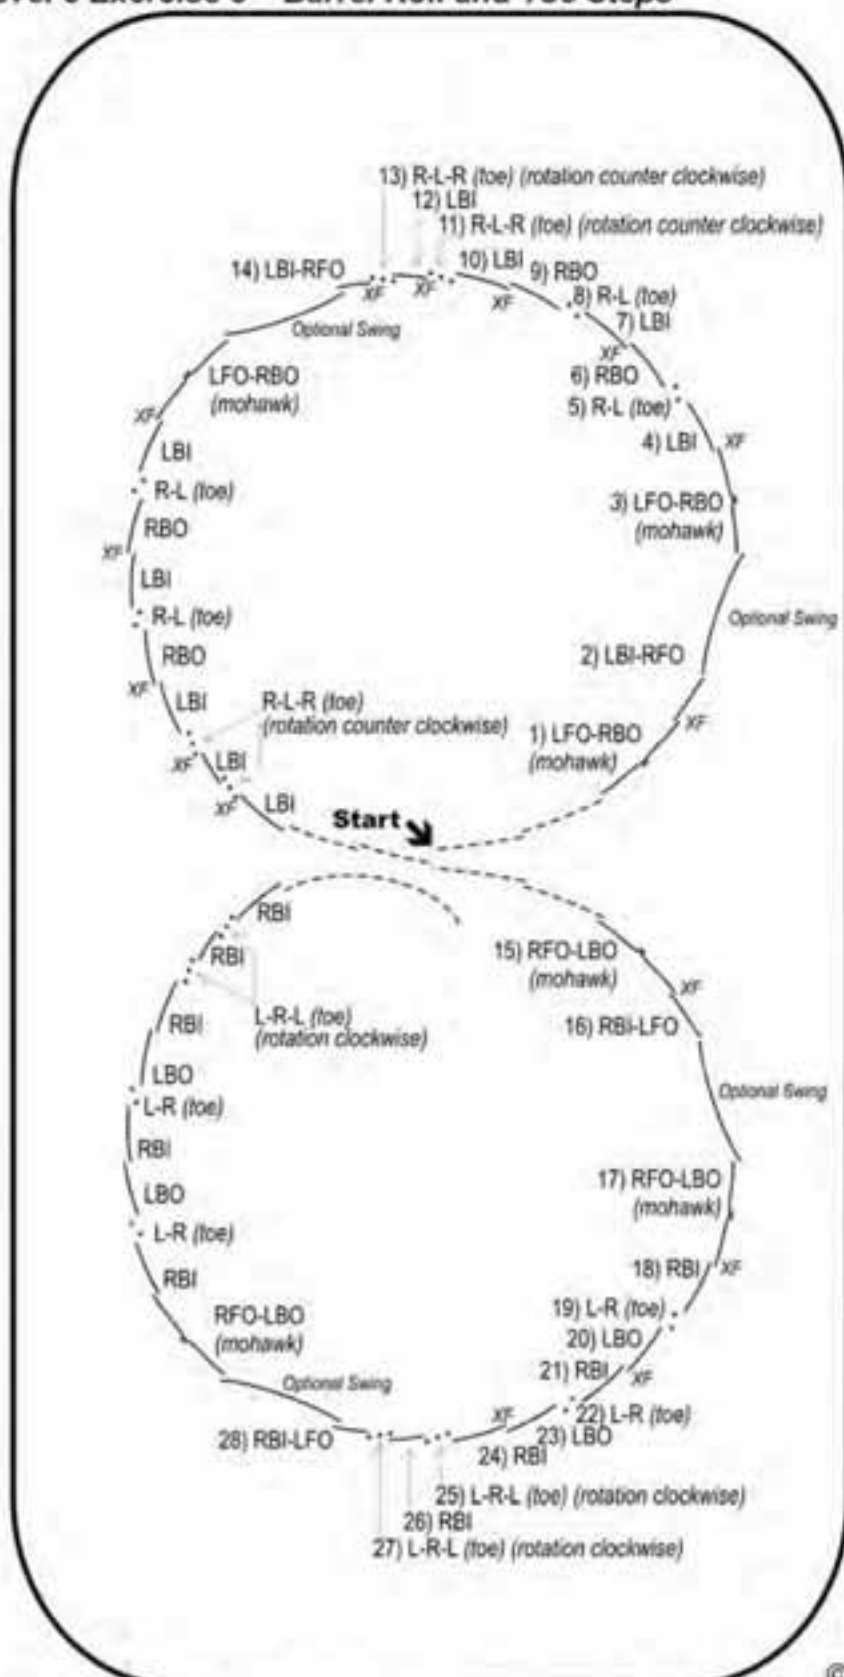 Exercise 3 - Barrel Roll and Toe Steps
13) R-L-R (toe) (rotation counter clockwise)
12) LBI
11) R-L-R (toe) (rotation counter clockwise)
10) LBI
9) RBO
14) LBI-RFO
8) R-L (toe)
XF
XF
XF
7) LBI
Optional Swing
XF
LFO-RBO
(mohawk)
6) RBO
5) R-L (toe)
XF
4) LBI
XF
LBI
R-L (toe)
3) LFO-RBO
(mohawk)
RBO
XF
LBI
R-L (toe)
Optional Swing
RBO
2) LBI-RFO
XF
LBI
R-L-R (toe)
(rotation counter clockwise)
XF
1) LFO-RBO
(mohawk)
XF
LBI
XF
LBI
Start
RBI
RBI
15) RFO-LBO
(mohawk)
XF
L-R-L (toe)
(rotation clockwise)
RBI
16) RBI-LFO
LBO
L-R (toe)
Optional Swing
RBI
17) RFO-LBO
(mohawk)
LBO
L-R (toe)
RBI
18) RBI
XF
RFO-LBO
(mohawk)
19) L-R (toe)
20) LBO
21) RBI
XF
Optional Swing
22) L-R (toe)
XF
23) LBO
28) RBI-LFO
24) RBI
25) L-R-L (toe) (rotation clockwise)
26) RBI
27) L-R-L (toe) (rotation clockwise)
©